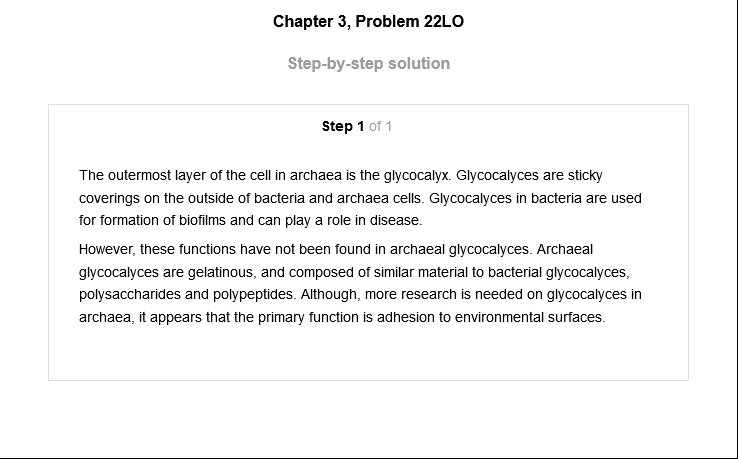 Chapter 3, Problem 22LO
Step-by-step solution
Step 1 of 1
The outermost layer of the cell in archaea is the glycocalyx. Glycocalyces are sticky
coverings on the outside of bacteria and archaea cells. Glycocalyces in bacteria are used
for formation of biofilms and can play a role in disease.
However, these functions have not been found in archaeal glycocalyces. Archaeal
glycocalyces are gelatinous, and composed of similar material to bacterial glycocalyces,
polysaccharides and polypeptides. Although, more research is needed on glycocalyces in
archaea, it appears that the primary function is adhesion to environmental surfaces.